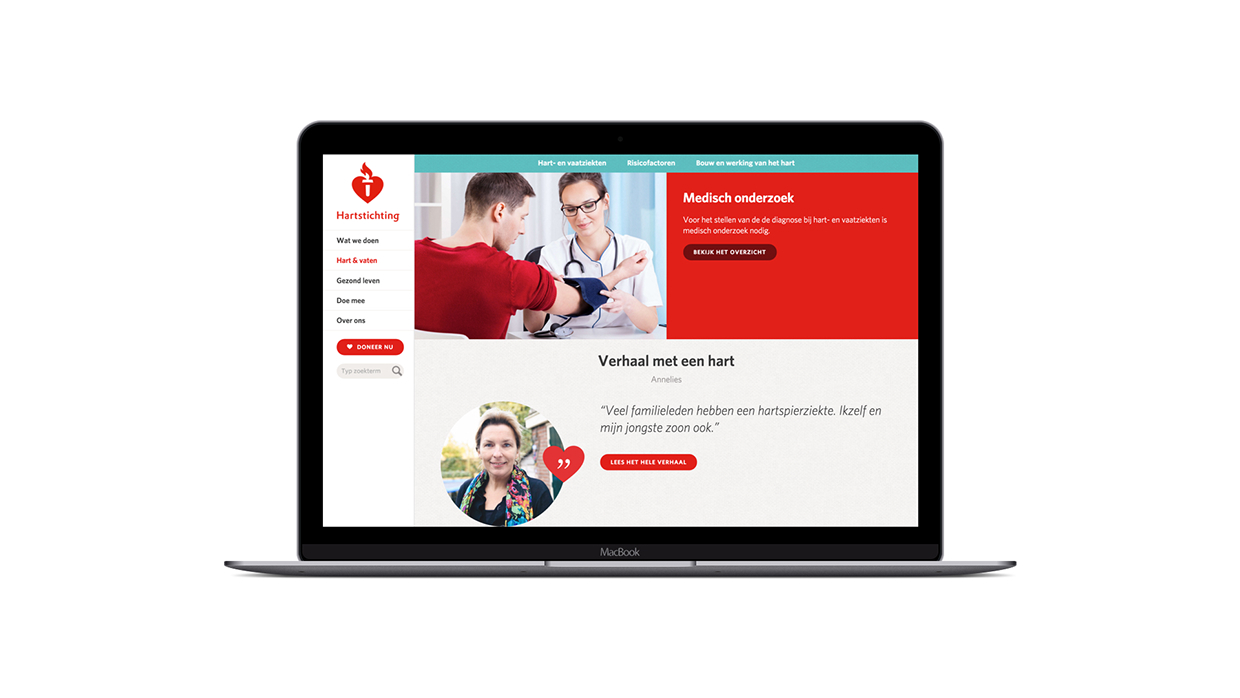 Hart- en vaatziekten Risicofactoren Bouw en werking van het hart
Hartstichting
Wat we doen
Hart & vaten
Gezond leven
Doe mee
Over ons
DONEER NU
Typ zoekterm
Medisch onderzoek
Voor het stellen van de de diagnose bij hart- en vaatziekten is
medisch onderzoek nodig.
BEKIJK HET OVERZICHT
Verhaal met een hart
Annelies
“Veel familieleden hebben een hartspierziekte. Ikzelf en
mijn jongste zoon ook.”
LEES HET HELE VERHAAL
MacBook